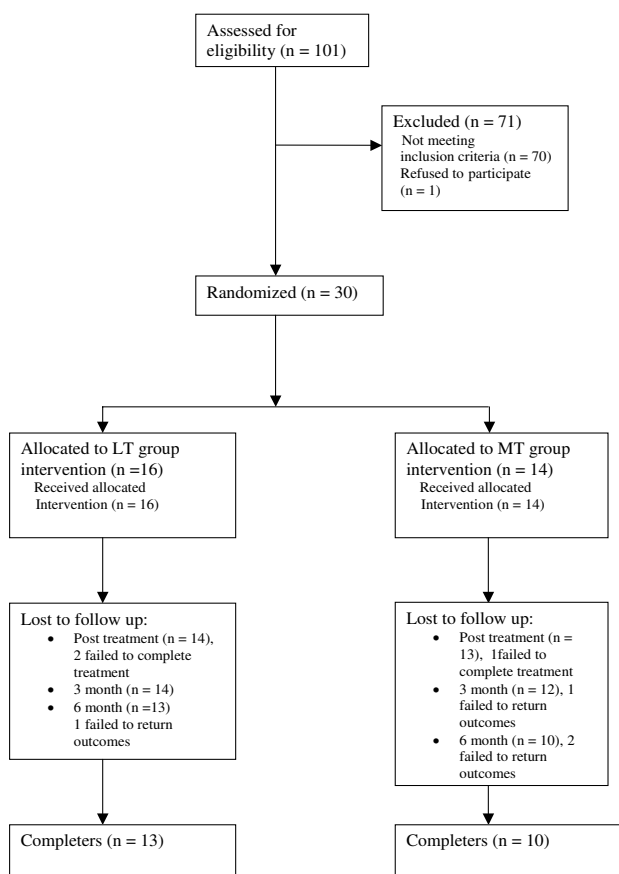 Assessed for
eligibility (n = 101)
Excluded (n = 71)
Not meeting
inclusion criteria (n = 70)
Refused to participate
(n = 1)
Randomized (n = 30)
Allocated to LT group
intervention (n =16)
Received allocated
Intervention (n = 16)
Allocated to MT group
intervention (n = 14)
Received allocated
Intervention (n = 14)
Lost to follow up:
• Post treatment (n = 14),
2 failed to complete
treatment
• 3 month (n = 14)
• 6 month (n =13)
1 failed to return
outcomes
Lost to follow up:
• Post treatment (n =
13), 1failed to
complete treatment
• 3 month (n = 12), 1
failed to return
outcomes
• 6 month (n = 10), 2
failed to return
outcomes
Completers (n = 13)
Completers (n = 10)